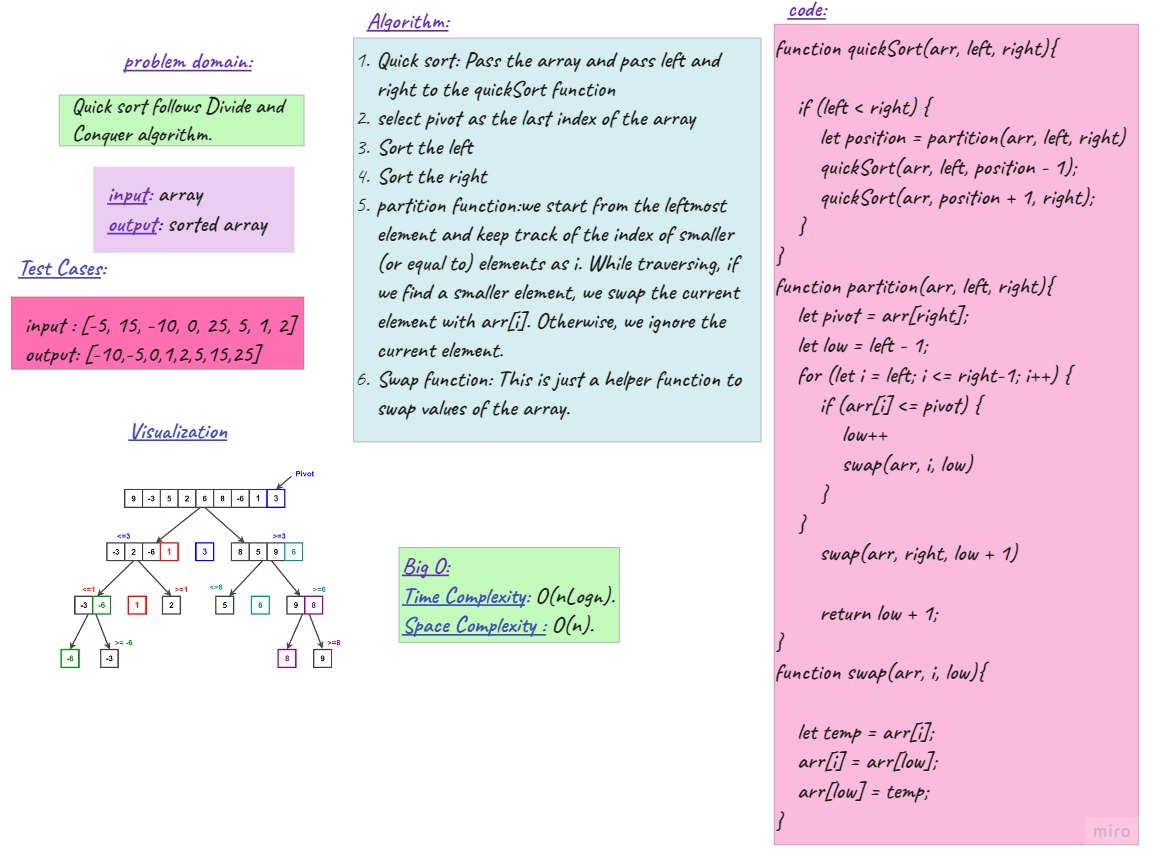 problem domain:
Quick sort follows Divide and
Conquer algorithm.
input: array
output: sorted array
Test Cases:
input : [-5, 15, -10, 0, 25, 5, 1, 2]
output: [-10,-5,0,1,2,5,15,25]
Visualization
Pivot
9 -3 5 2 6 8 -6 1 3
<=3 >=3
-3 2 -6 1 3 8 5 9 6
<=1 >=1 <=6 >=6
-3 -6 1 2 5 6 9 8
>= -6 >=8
-6 -3 8 9
Algorithm:
1. Quick sort: Pass the array and pass left and
right to the quickSort function
2. select pivot as the last index of the array
3. Sort the left
4. Sort the right
5. partition function:we start from the leftmost
element and keep track of the index of smaller
(or equal to) elements as i. While traversing, if
we find a smaller element, we swap the current
element with arr[i]. Otherwise, we ignore the
current element.
6. Swap function: This is just a helper function to
swap values of the array.
Big O:
Time Complexity: O(nLogn).
Space Complexity : O(n).
code:
function quickSort(arr, left, right){
if (left < right) {
let position = partition(arr, left, right)
quickSort(arr, left, position - 1);
quickSort(arr, position + 1, right);
}
}
function partition(arr, left, right){
let pivot = arr[right];
let low = left - 1;
for (let i = left; i <= right-1; i++) {
if (arr[i] <= pivot) {
low++
swap(arr, i, low)
}
}
swap(arr, right, low + 1)
return low + 1;
}
function swap(arr, i, low){
let temp = arr[i];
arr[i] = arr[low];
arr[low] = temp;
}
miro